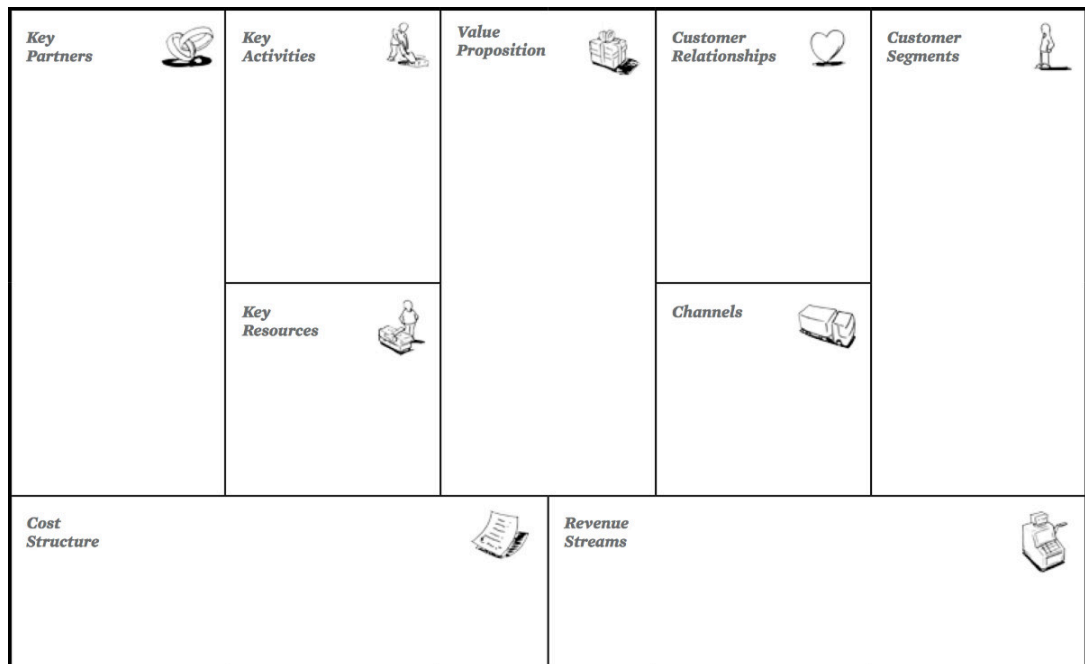 Key
Partners
Key
Activities
Value
Proposition
Customer
Relationships
Customer
Segments
Key
Resources
Channels
Cost
Structure
Revenue
Streams